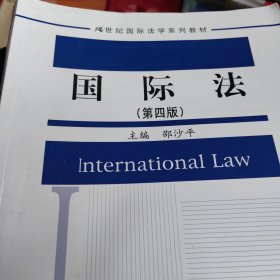 世纪国际法学系列教材
国际法
(第四版)
主编 邵沙平
International Law